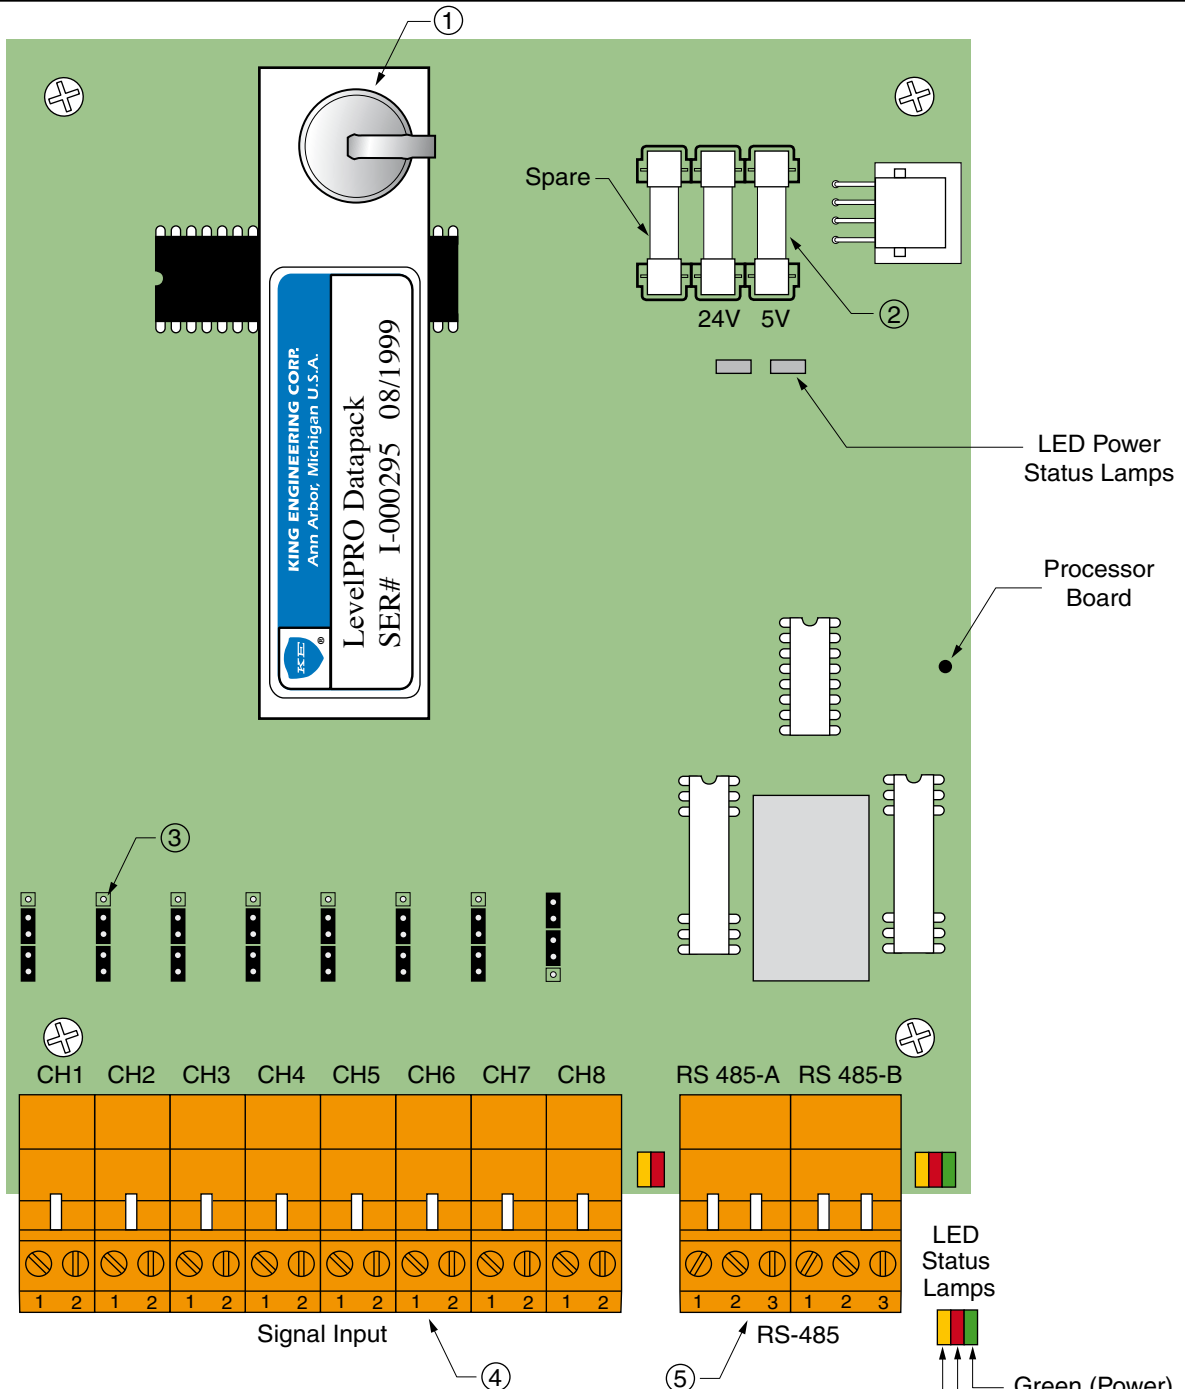 1
Spare
24V 5V
2
LED Power
Status Lamps
KING ENGINEERING CORP.
Ann Arbor, Michigan U.S.A.
KE ®
LevelPRO Datapack
SER# I-000295 08/1999
Processor
Board
3
CH1 CH2 CH3 CH4 CH5 CH6 CH7 CH8
RS 485-A RS 485-B
1 2 1 2 1 2 1 2 1 2 1 2 1 2 1 2
1 2 3 1 2 3
Signal Input
RS-485
LED
Status
Lamps
4
5
Green (Power)